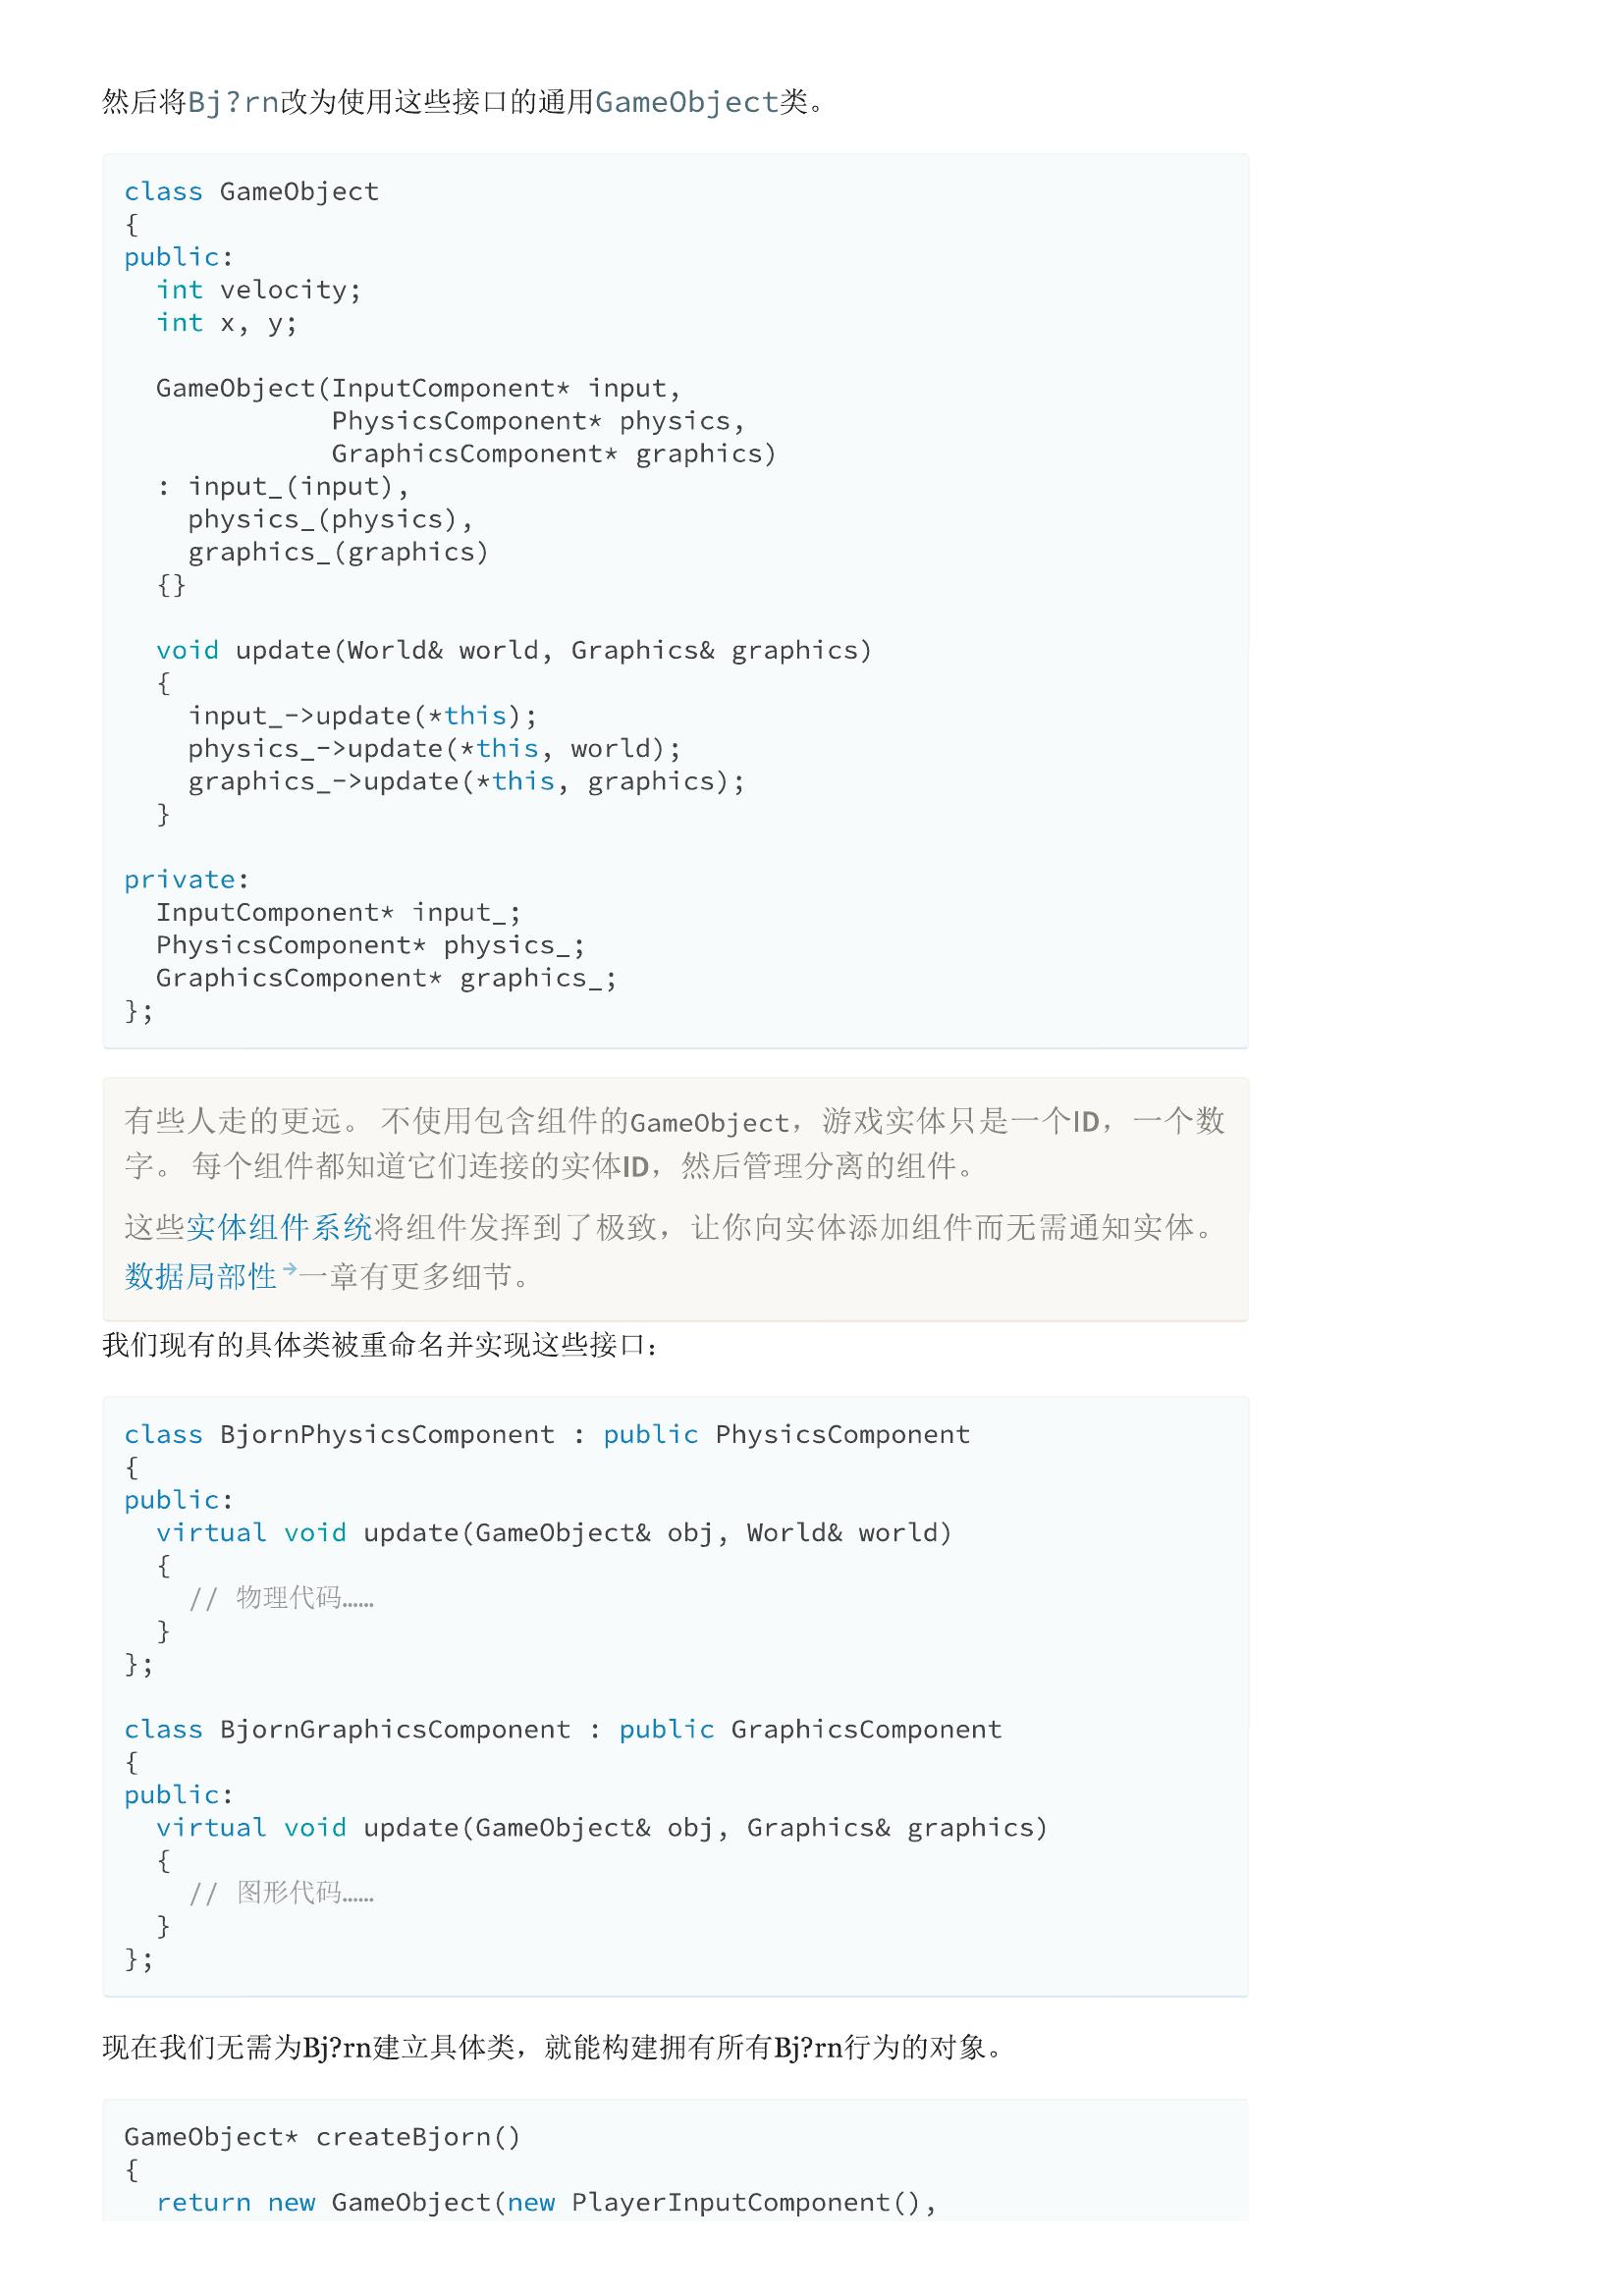 然后将Bj?rn改为使用这些接口的通用GameObject类。
class GameObject
{
public:
  int velocity;
  int x, y;

  GameObject(InputComponent* input,
             PhysicsComponent* physics,
             GraphicsComponent* graphics)
  : input_(input),
    physics_(physics),
    graphics_(graphics)
  {}

  void update(World& world, Graphics& graphics)
  {
    input_->update(*this);
    physics_->update(*this, world);
    graphics_->update(*this, graphics);
  }

private:
  InputComponent* input_;
  PhysicsComponent* physics_;
  GraphicsComponent* graphics_;
};
有些人走的更远。 不使用包含组件的GameObject，游戏实体只是一个ID，一个数
字。 每个组件都知道它们连接的实体ID，然后管理分离的组件。
这些实体组件系统将组件发挥到了极致，让你向实体添加组件而无需通知实体。
数据局部性→一章有更多细节。
我们现有的具体类被重命名并实现这些接口：
class BjornPhysicsComponent : public PhysicsComponent
{
public:
  virtual void update(GameObject& obj, World& world)
  {
    // 物理代码……
  }
};

class BjornGraphicsComponent : public GraphicsComponent
{
public:
  virtual void update(GameObject& obj, Graphics& graphics)
  {
    // 图形代码……
  }
};
现在我们无需为Bj?rn建立具体类，就能构建拥有所有Bj?rn行为的对象。
GameObject* createBjorn()
{
  return new GameObject(new PlayerInputComponent(),